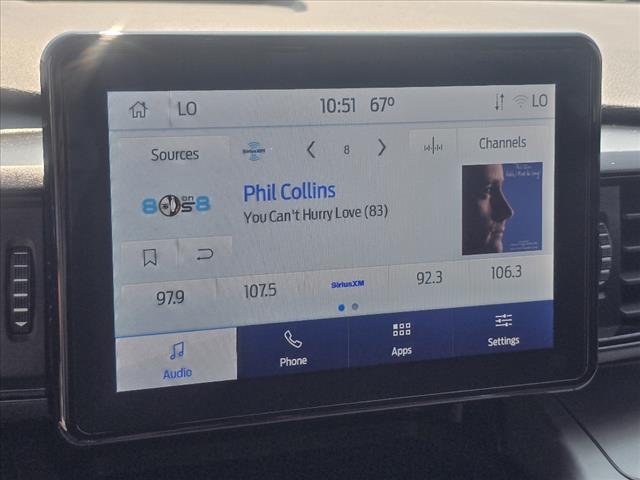 LO 10:51 67° LO
Sources SiriusXM 8 Channels
80s on 8
Phil Collins
You Can't Hurry Love (83)
97.9 107.5 SiriusXM 92.3 106.3
Audio Phone Apps Settings